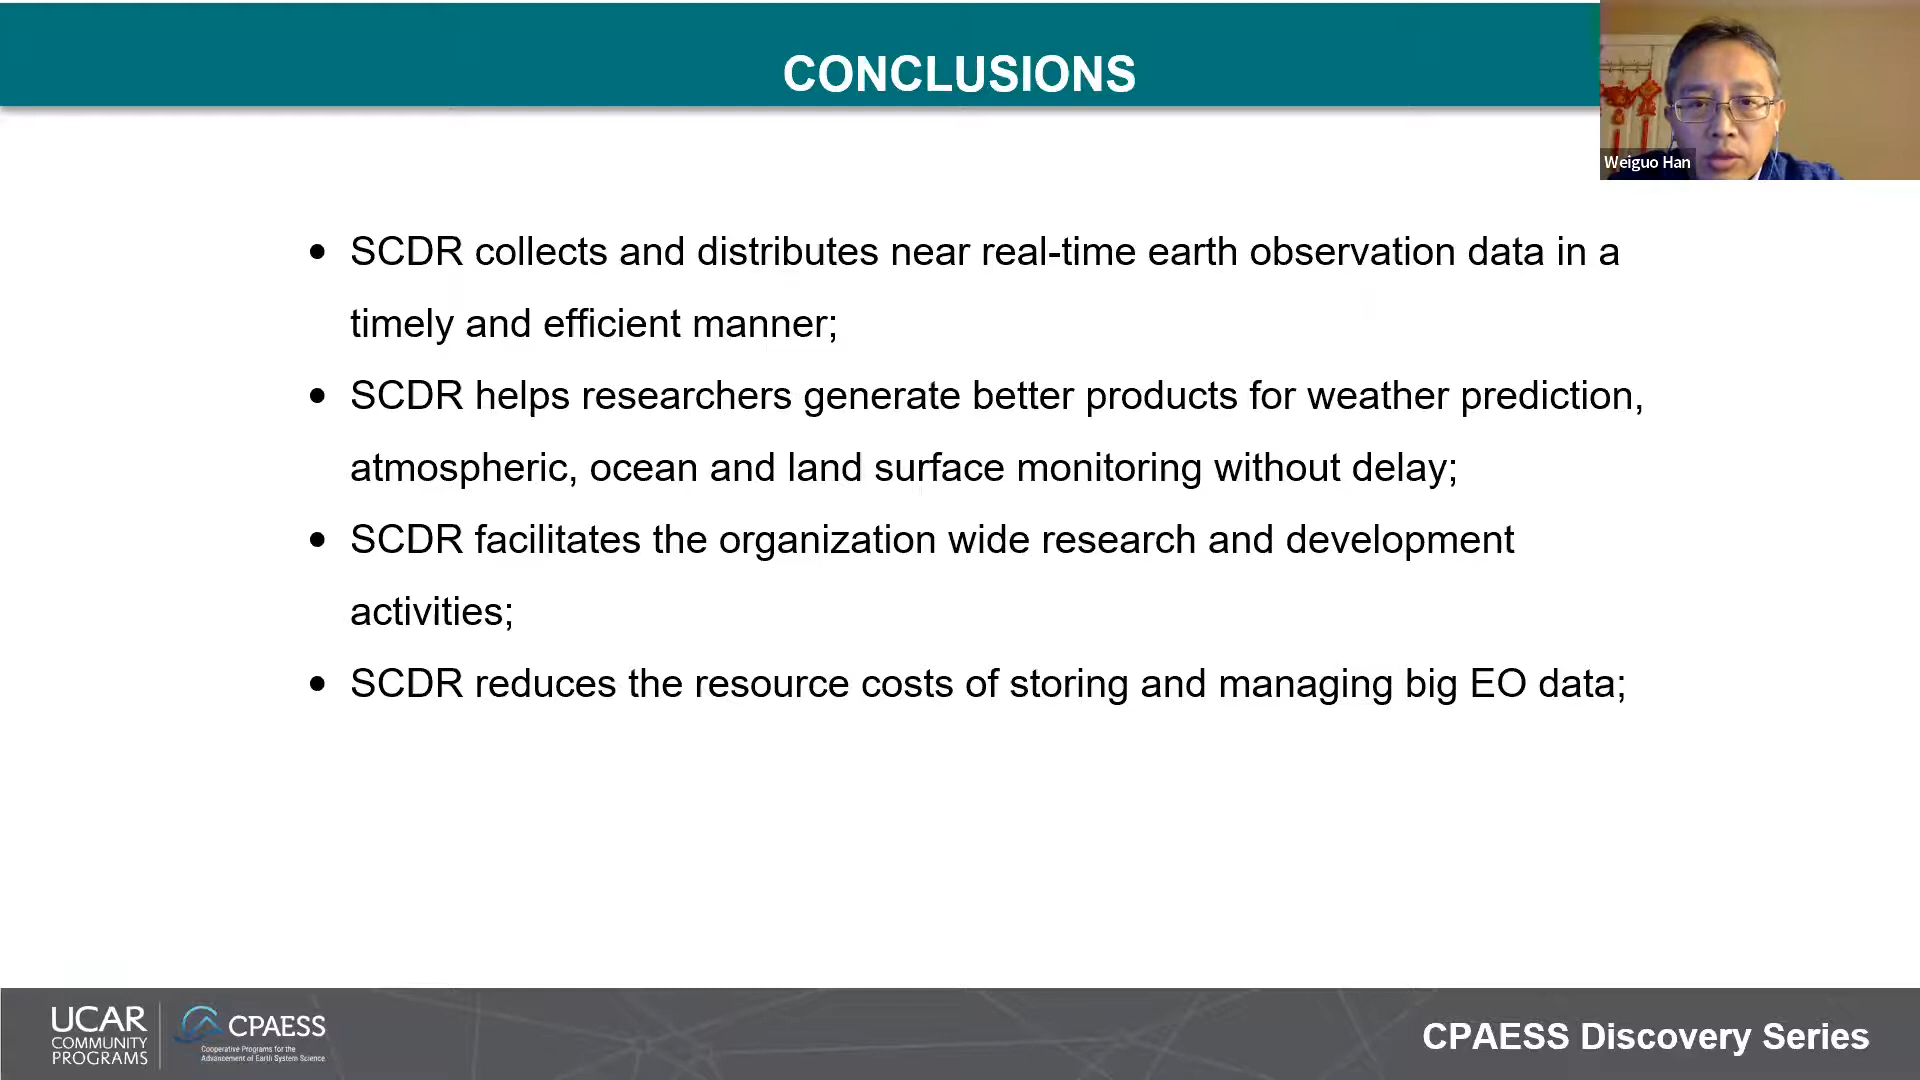 CONCLUSIONS
Weiguo Han
• SCDR collects and distributes near real-time earth observation data in a
timely and efficient manner;
• SCDR helps researchers generate better products for weather prediction,
atmospheric, ocean and land surface monitoring without delay;
• SCDR facilitates the organization wide research and development
activities;
• SCDR reduces the resource costs of storing and managing big EO data;
UCAR
COMMUNITY
PROGRAMS
CPAESS
Cooperative Programs for the
Advancement of Earth System Science
CPAESS Discovery Series